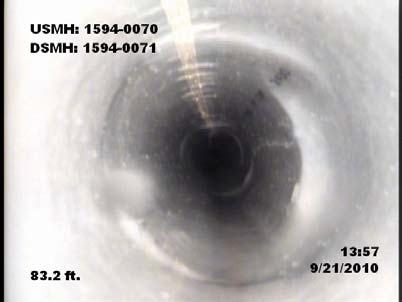 USMH: 1594-0070
DSMH: 1594-0071
13:57
9/21/2010
83.2 ft.